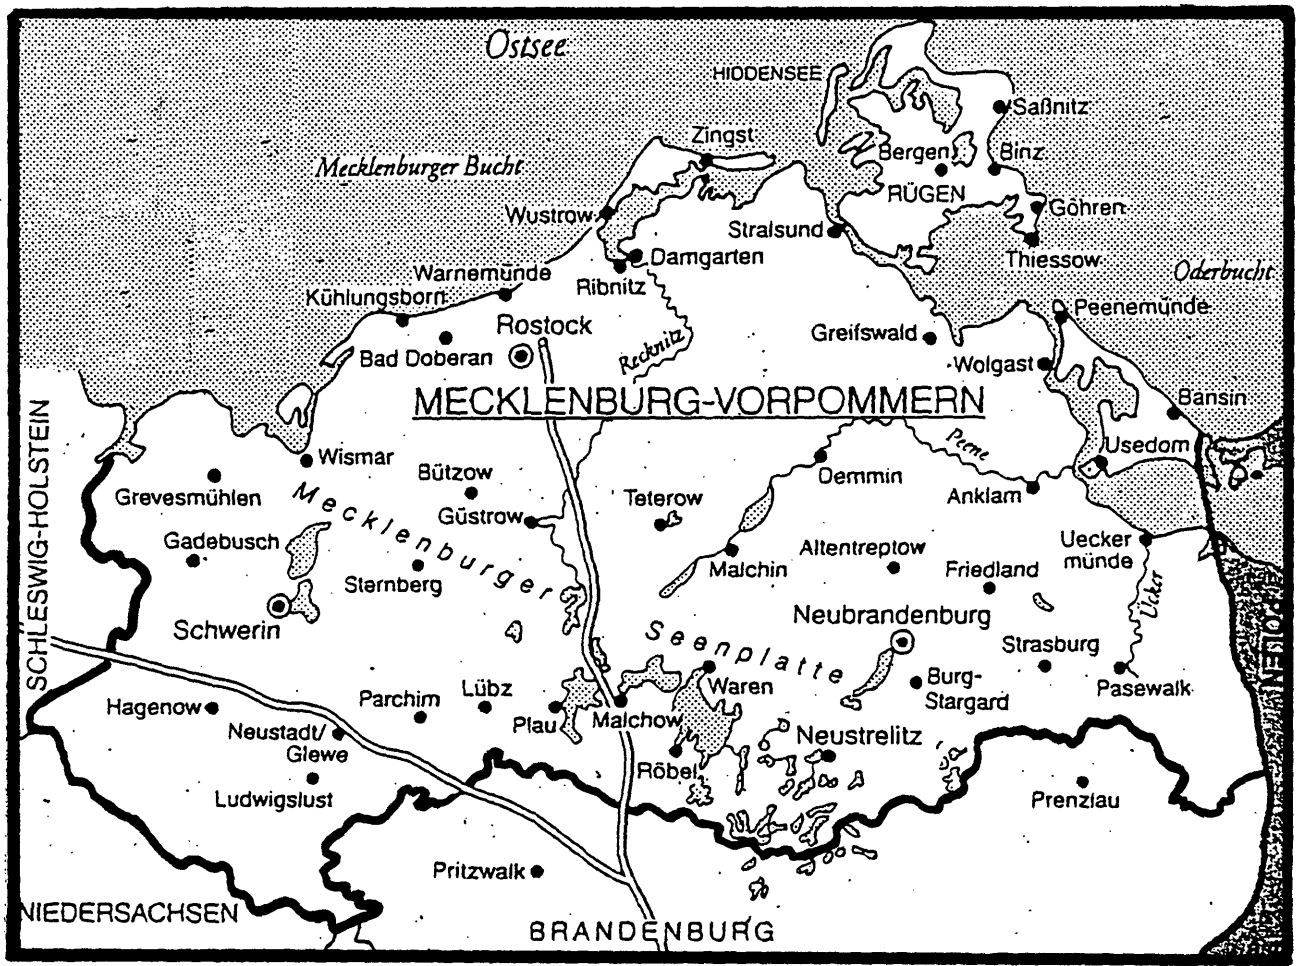 Ostsee
HIDDENSEE
Saßnitz
Zingst
Mecklenburger Bucht
Bergen
Binz
RÜGEN
Wustrow
Göhren
Stralsund
Damgarten
Thiessow
Warnemünde
Ribnitz
Oderbucht
Kühlungsborn
Peenemünde
Rostock
Greifswald
Bad Doberan
Recknitz
Wolgast
MECKLENBURG-VORPOMMERN
Bansin
SCHLESWIG-HOLSTEIN
Peene
Usedom
Wismar
Bützow
Demmin
Grevesmühlen
Mecklenburger
Teterow
Anklam
Güstrow
Gadebusch
Uecker
münde
Altentreptow
Malchin
Friedland
Sternberg
Ücker
Schwerin
Neubrandenburg
POLEN
Seenplatte
Strasburg
Waren
Burg-
Stargard
Pasewalk
Hagenow
Parchim
Lübz
Plau
Malchow
Neustadt/
Glewe
Neustrelitz
Röbel
Ludwigslust
Prenzlau
Pritzwalk
NIEDERSACHSEN
BRANDENBURG